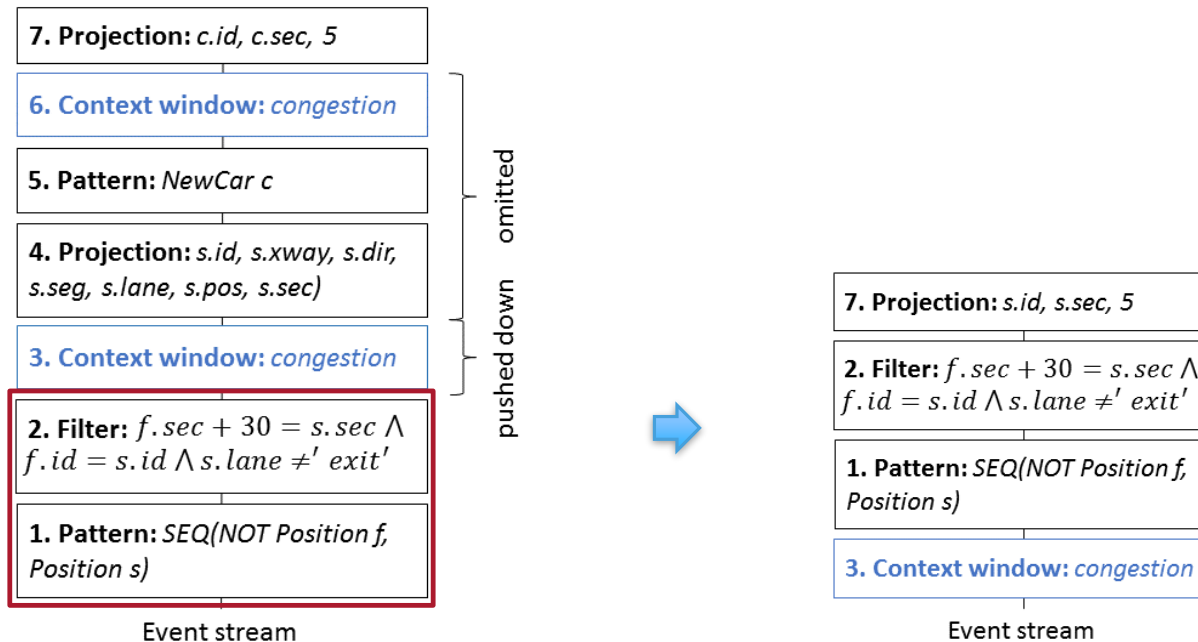 7. Projection: c.id, c.sec, 5
6. Context window: congestion
5. Pattern: NewCar c
4. Projection: s.id, s.xway, s.dir,
s.seg, s.lane, s.pos, s.sec)
3. Context window: congestion
2. Filter: f.sec + 30 = s.sec ⋀
f.id = s.id ⋀ s.lane ≠' exit'
1. Pattern: SEQ(NOT Position f,
Position s)
Event stream
omitted
pushed down
7. Projection: s.id, s.sec, 5
2. Filter: f.sec + 30 = s.sec ⋀
f.id = s.id ⋀ s.lane ≠' exit'
1. Pattern: SEQ(NOT Position f,
Position s)
3. Context window: congestion
Event stream